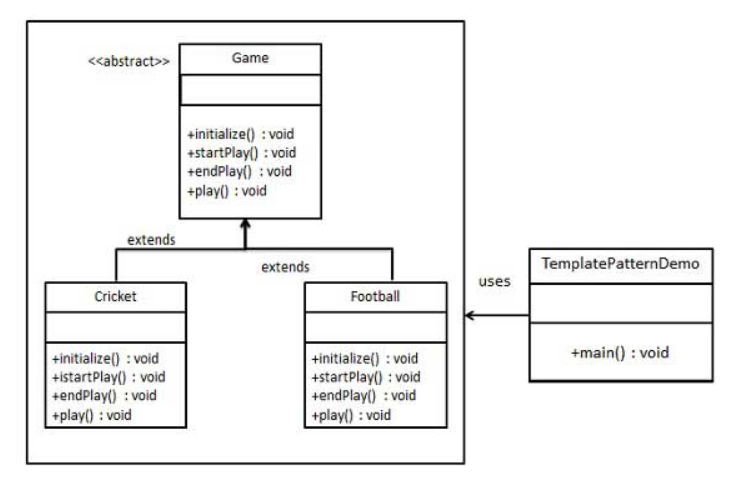 <<abstract>>
Game
+initialize() : void
+startPlay() : void
+endPlay() : void
+play() : void
extends
extends
Cricket
+initialize() : void
+istartPlay() : void
+endPlay() : void
+play() : void
Football
+initialize() : void
+startPlay() : void
+endPlay() : void
+play() : void
uses
TemplatePatternDemo
+main() : void